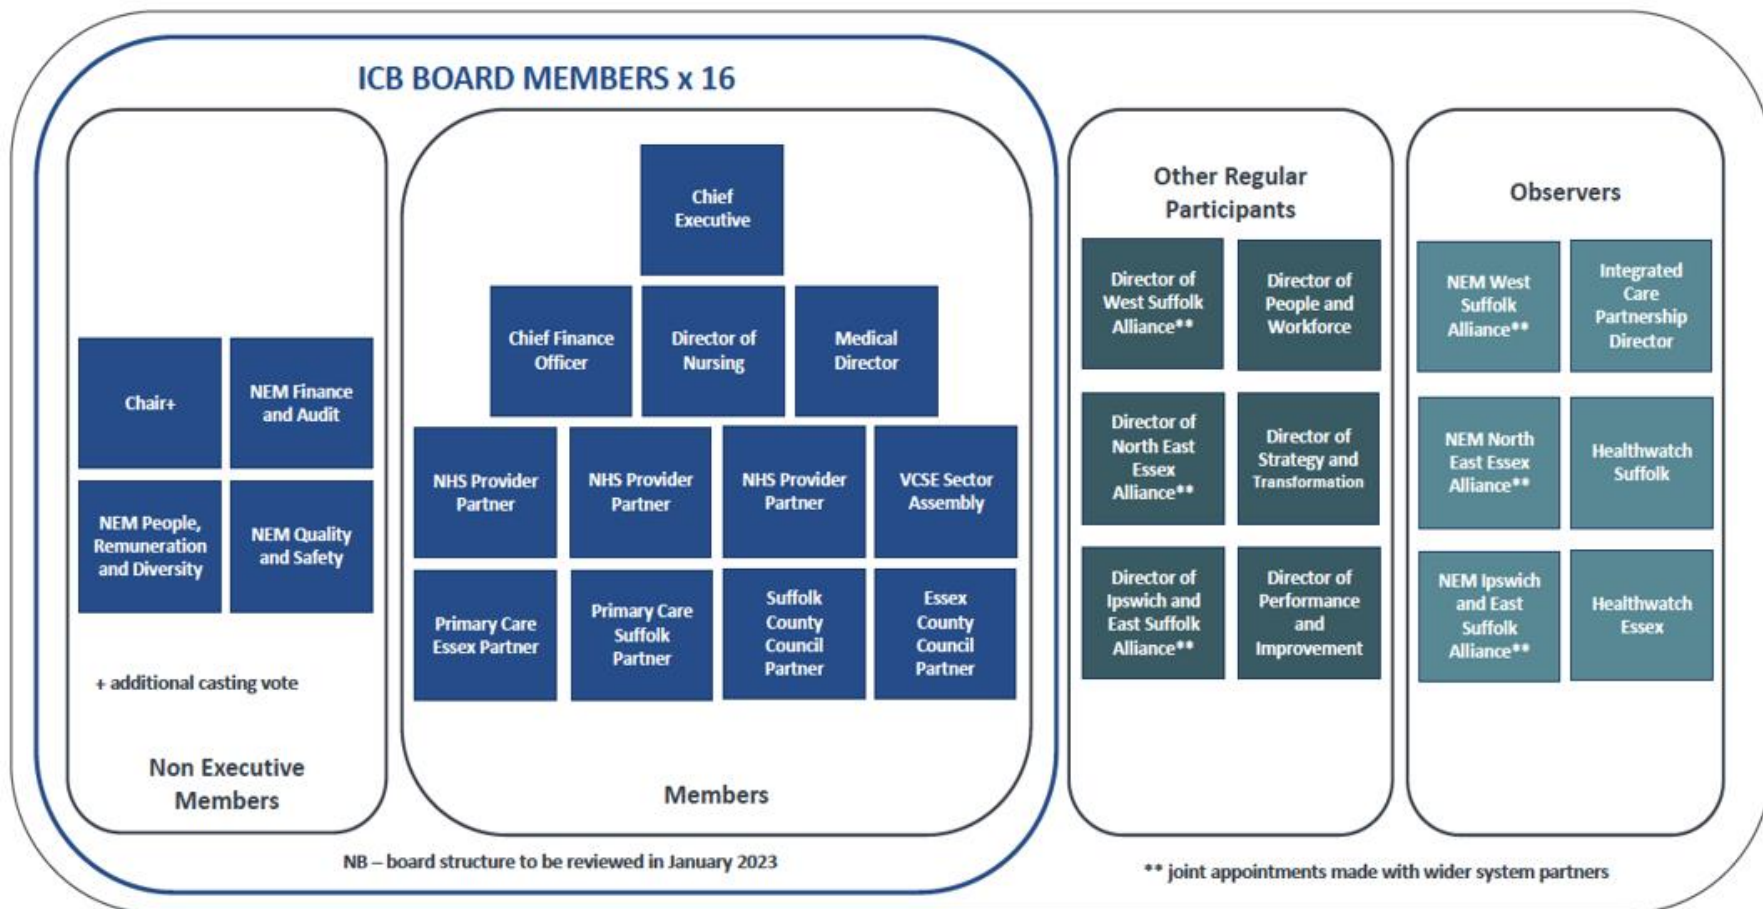 ICB BOARD MEMBERS x 16
Chair+
NEM Finance
and Audit
NEM People,
Remuneration
and Diversity
NEM Quality
and Safety
+ additional casting vote
Non Executive
Members
Chief
Executive
Chief Finance
Officer
Director of
Nursing
Medical
Director
NHS Provider
Partner
NHS Provider
Partner
NHS Provider
Partner
VCSE Sector
Assembly
Primary Care
Essex Partner
Primary Care
Suffolk
Partner
Suffolk
County
Council
Partner
Essex
County
Council
Partner
Members
NB – board structure to be reviewed in January 2023
Other Regular
Participants
Director of
West Suffolk
Alliance**
Director of
People and
Workforce
Director of
North East
Essex
Alliance**
Director of
Strategy and
Transformation
Director of
Ipswich and
East Suffolk
Alliance**
Director of
Performance
and
Improvement
Observers
NEM West
Suffolk
Alliance**
Integrated
Care
Partnership
Director
NEM North
East Essex
Alliance**
Healthwatch
Suffolk
NEM Ipswich
and East
Suffolk
Alliance**
Healthwatch
Essex
** joint appointments made with wider system partners